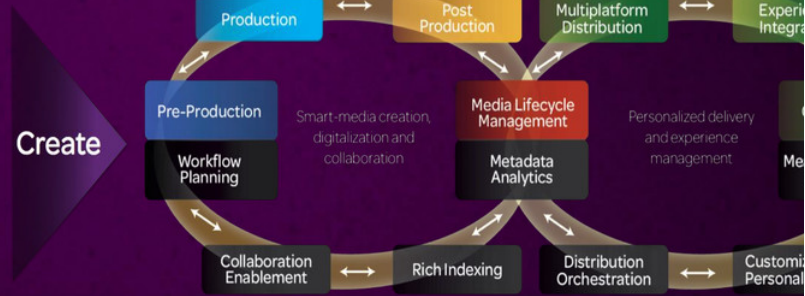 Production
Post
Production
Multiplatform
Distribution
Create
Pre-Production
Workflow
Planning
Smart-media creation,
digitalization and
collaboration
Media Lifecycle
Management
Metadata
Analytics
Personalized delivery
and experience
management
Collaboration
Enablement
Rich Indexing
Distribution
Orchestration